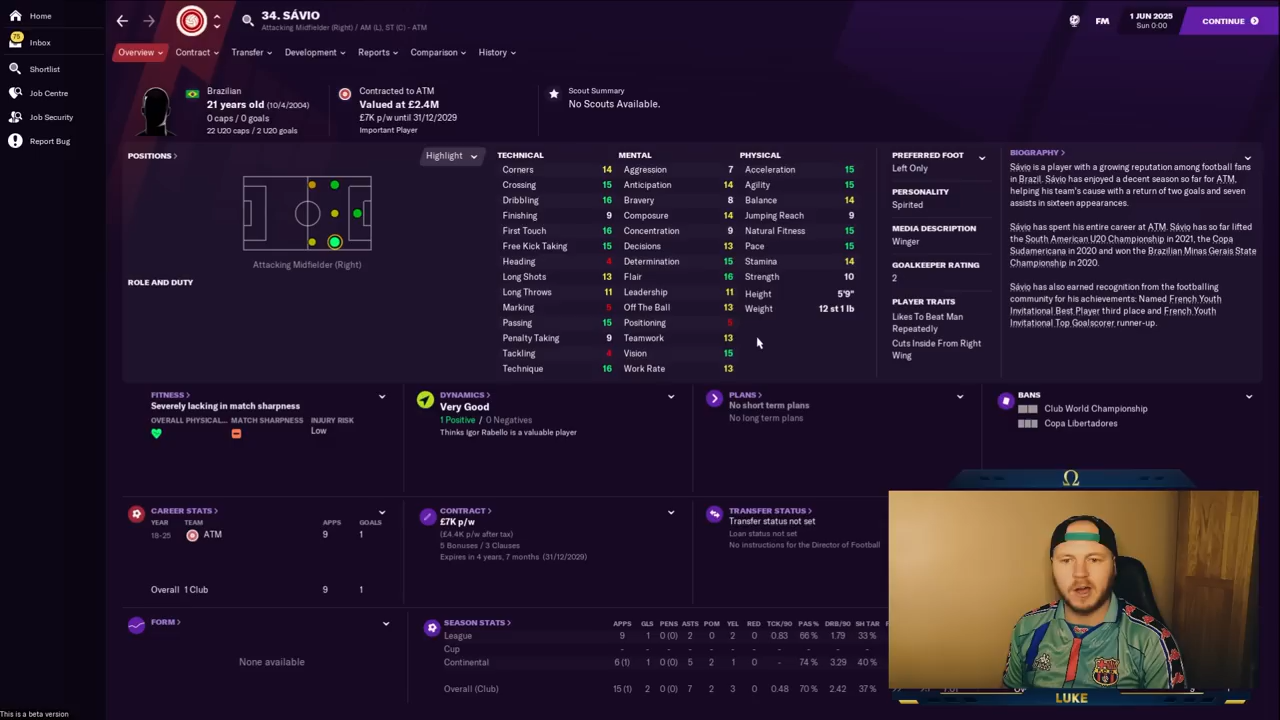 Home
75
Inbox
Shortlist
Job Centre
Job Security
Report Bug
34. SÁVIO
Attacking Midfielder (Right) / AM (L), ST (C) - ATM
FM
1 JUN 2025
Sun 0:00
CONTINUE
Overview
Contract
Transfer
Development
Reports
Comparison
History
Brazilian
21 years old (10/4/2004)
0 caps / 0 goals
22 U20 caps / 2 U20 goals
Contracted to ATM
Valued at £2.4M
£7K p/w until 31/12/2029
Important Player
Scout Summary
No Scouts Available.
POSITIONS
Highlight
Attacking Midfielder (Right)
ROLE AND DUTY
TECHNICAL
Corners 14
Crossing 15
Dribbling 16
Finishing 9
First Touch 16
Free Kick Taking 15
Heading 4
Long Shots 13
Long Throws 11
Marking 5
Passing 15
Penalty Taking 9
Tackling 4
Technique 16
MENTAL
Aggression 7
Anticipation 14
Bravery 8
Composure 14
Concentration 9
Decisions 13
Determination 15
Flair 16
Leadership 11
Off The Ball 13
Positioning 5
Teamwork 13
Vision 15
Work Rate 13
PHYSICAL
Acceleration 15
Agility 15
Balance 14
Jumping Reach 9
Natural Fitness 15
Pace 15
Stamina 14
Strength 10
Height 5'9"
Weight 12 st 1 lb
PREFERRED FOOT
Left Only
PERSONALITY
Spirited
MEDIA DESCRIPTION
Winger
GOALKEEPER RATING
2
PLAYER TRAITS
Likes To Beat Man
Repeatedly
Cuts Inside From Right
Wing
BIOGRAPHY
Sávio is a player with a growing reputation among football fans
in Brazil. Sávio has enjoyed a decent season so far for ATM,
helping his team's cause with a return of two goals and seven
assists in sixteen appearances.
Sávio has spent his entire career at ATM. Sávio has so far lifted
the South American U20 Championship in 2021, the Copa
Sudamericana in 2020 and won the Brazilian Minas Gerais State
Championship in 2020.
Sávio has also earned recognition from the footballing
community for his achievements: Named French Youth
Invitational Best Player third place and French Youth
Invitational Top Goalscorer runner-up.
FITNESS
Severely lacking in match sharpness
OVERALL PHYSICAL... MATCH SHARPNESS INJURY RISK
Low
DYNAMICS
Very Good
1 Positive / 0 Negatives
Thinks Igor Rabello is a valuable player
PLANS
No short term plans
No long term plans
BANS
Club World Championship
Copa Libertadores
CAREER STATS
YEAR TEAM APPS GOALS
18-25 ATM 9 1
Overall 1 Club 9 1
CONTRACT
£7K p/w
(£4.4K p/w after tax)
5 Bonuses / 3 Clauses
Expires in 4 years, 7 months (31/12/2029)
TRANSFER STATUS
Transfer status not set
Loan status not set
No instructions for the Director of Football
FORM
None available
SEASON STATS
APPS GLS PENS ASTS POM YEL RED TCK/90 PAS % DRB/90 SH TAR
League 9 1 0 (0) 2 0 2 0 0.83 66 % 1.79 33 %
Cup - - - - - - - - - - -
Continental 6 (1) 1 0 (0) 5 2 1 0 - 74 % 3.29 40 %
Overall (Club) 15 (1) 2 0 (0) 7 2 3 0 0.48 70 % 2.42 37 %
Ω
LUKE
This is a beta version